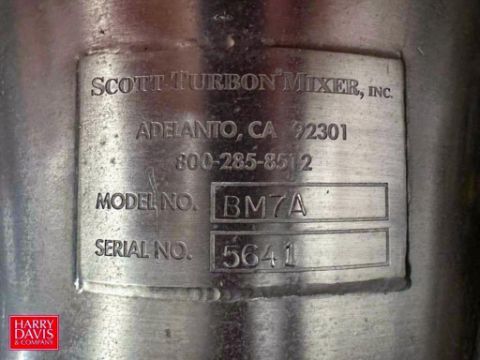 SCOTT TURBON MIXER, INC.
ADELANTO, CA 92301
800-285-8512
MODEL NO. BM7A
SERIAL NO. 5641
HARRY
DAVIS
& COMPANY